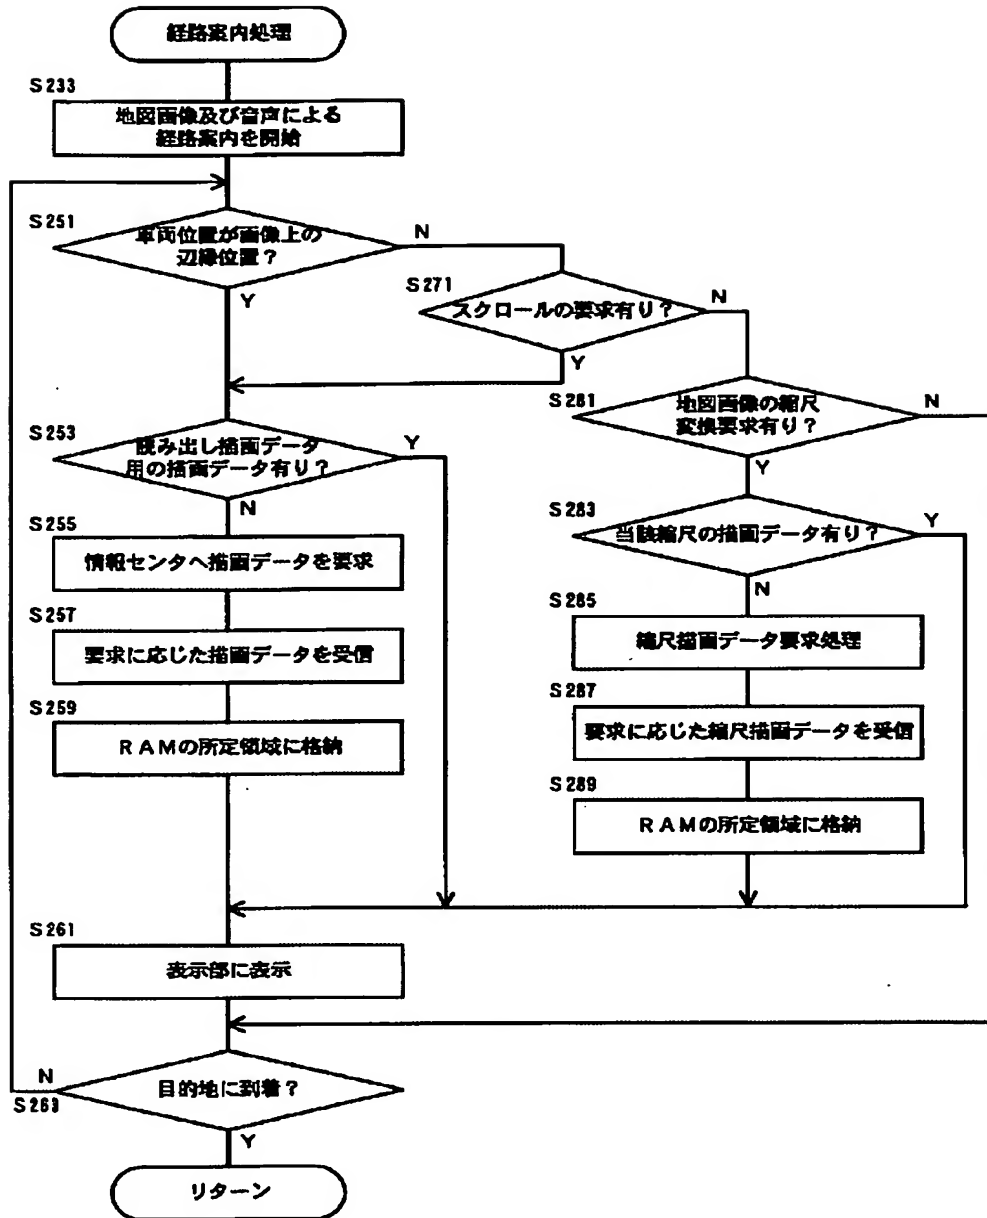 経路案内処理
S233
地図画像及び音声による
経路案内を開始
S251
車両位置が画像上の
辺縁位置?
N
Y
S271
スクロールの要求有り?
N
Y
S281
地図画像の縮尺
変換要求有り?
N
Y
S253
読み出し描画データ
用の描画データ有り?
Y
N
S283
当該縮尺の描画データ有り?
Y
N
S255
情報センタへ描画データを要求
S285
縮尺描画データ要求処理
S257
要求に応じた描画データを受信
S287
要求に応じた縮尺描画データを受信
S259
RAMの所定領域に格納
S289
RAMの所定領域に格納
S261
表示部に表示
N
S263
目的地に到着?
Y
リターン